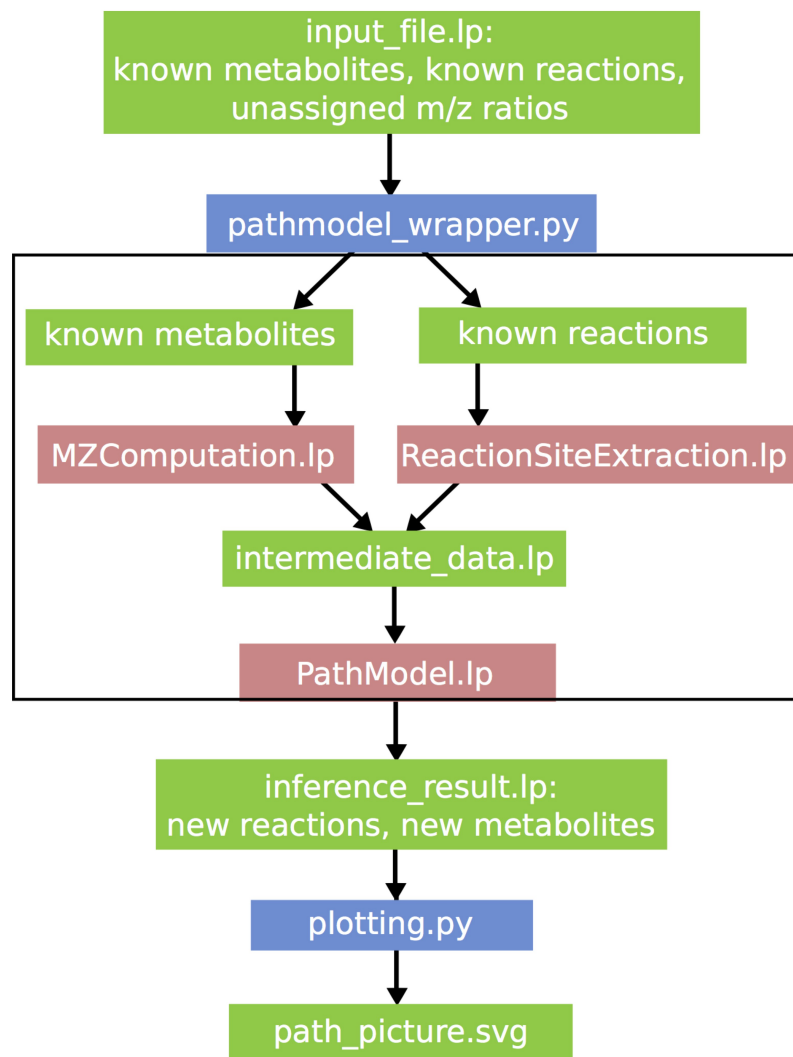 input_file.lp:
known metabolites, known reactions,
unassigned m/z ratios
pathmodel_wrapper.py
known metabolites
known reactions
MZComputation.lp
ReactionSiteExtraction.lp
intermediate_data.lp
PathModel.lp
inference_result.lp:
new reactions, new metabolites
plotting.py
path_picture.svg